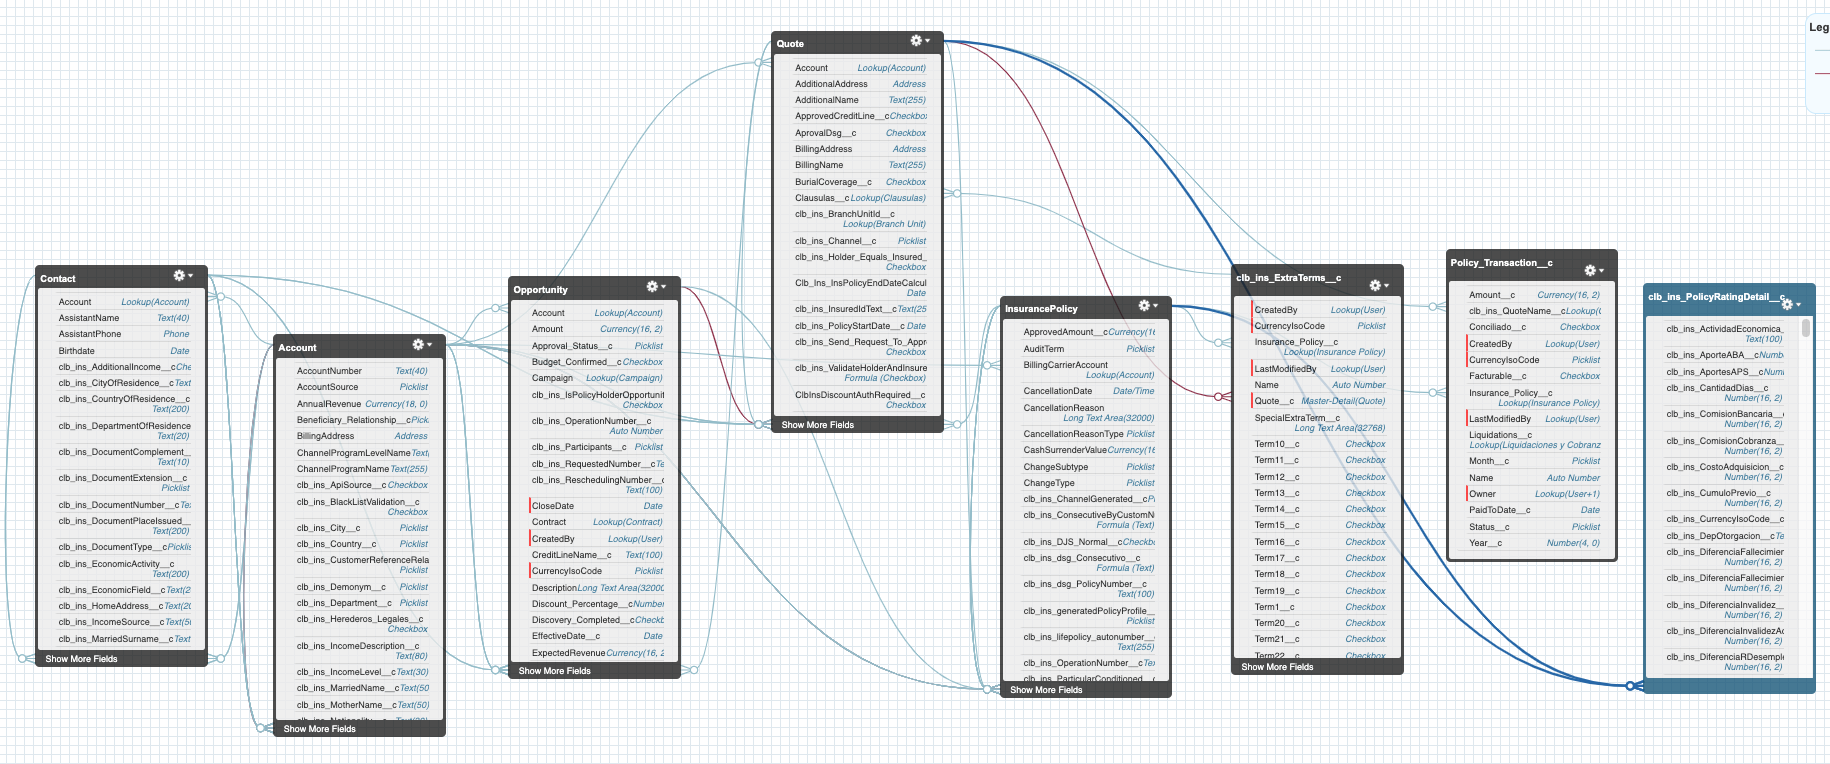 Leg
Quote
Account Lookup(Account)
AdditionalAddress Address
AdditionalName Text(255)
ApprovedCreditLine__c Checkbox
AprovalDsg__c Checkbox
BillingAddress Address
BillingName Text(255)
BurialCoverage__c Checkbox
Clausulas__c Lookup(Clausulas)
clb_ins_BranchUnitId__c
Lookup(Branch Unit)
clb_ins_Channel__c Picklist
clb_ins_Holder_Equals_Insured_
Checkbox
Clb_Ins_InsPolicyEndDateCalcul
Date
clb_ins_InsuredIdText__c Text(25
clb_ins_PolicyStartDate__c Date
clb_ins_Send_Request_To_Appr
Checkbox
clb_ins_ValidateHolderAndInsure
Formula (Checkbox)
ClbInsDiscountAuthRequired__c
Checkbox
Show More Fields
Contact
Account Lookup(Account)
AssistantName Text(40)
AssistantPhone Phone
Birthdate Date
clb_ins_AdditionalIncome__c Che
clb_ins_CityOfResidence__c Text
clb_ins_CountryOfResidence__c
Text(200)
clb_ins_DepartmentOfResidence
Text(20)
clb_ins_DocumentComplement_
Text(10)
clb_ins_DocumentExtension__c
Picklist
clb_ins_DocumentNumber__c Te
clb_ins_DocumentPlaceIssued__
Text(200)
clb_ins_DocumentType__c Picklis
clb_ins_EconomicActivity__c
Text(200)
clb_ins_EconomicField__c Text(2
clb_ins_HomeAddress__c Text(20
clb_ins_IncomeSource__c Text(50
clb_ins_MarriedSurname__c Text
Show More Fields
Account
AccountNumber Text(40)
AccountSource Picklist
AnnualRevenue Currency(18, 0)
Beneficiary_Relationship__c Pick
BillingAddress Address
ChannelProgramLevelName Text(
ChannelProgramName Text(255)
clb_ins_ApiSource__c Checkbox
clb_ins_BlackListValidation__c
Checkbox
clb_ins_City__c Picklist
clb_ins_Country__c Picklist
clb_ins_CustomerReferenceRela
Picklist
clb_ins_Demonym__c Picklist
clb_ins_Department__c Picklist
clb_ins_Herederos_Legales__c
Checkbox
clb_ins_IncomeDescription__c
Text(80)
clb_ins_IncomeLevel__c Text(30)
clb_ins_MarriedName__c Text(50
clb_ins_MotherName__c Text(50)
Show More Fields
Opportunity
Account Lookup(Account)
Amount Currency(16, 2)
Approval_Status__c Picklist
Budget_Confirmed__c Checkbox
Campaign Lookup(Campaign)
clb_ins_IsPolicyHolderOpportunit
Checkbox
clb_ins_OperationNumber__c
Auto Number
clb_ins_Participants__c Picklist
clb_ins_RequestedNumber__c Te
clb_ins_ReschedulingNumber__c
Text(100)
CloseDate Date
Contract Lookup(Contract)
CreatedBy Lookup(User)
CreditLineName__c Text(100)
CurrencyIsoCode Picklist
Description Long Text Area(32000
Discount_Percentage__c Number
Discovery_Completed__c Checkb
EffectiveDate__c Date
ExpectedRevenue Currency(16, 2
Show More Fields
InsurancePolicy
ApprovedAmount__c Currency(16
AuditTerm Picklist
BillingCarrierAccount
Lookup(Account)
CancellationDate Date/Time
CancellationReason
Long Text Area(32000)
CancellationReasonType Picklist
CashSurrenderValue Currency(16
ChangeSubtype Picklist
ChangeType Picklist
clb_ins_ChannelGenerated__c Pi
clb_ins_ConsecutiveByCustomN
Formula (Text)
clb_ins_DJS_Normal__c Checkbo
clb_ins_dsg_Consecutivo__c
Formula (Text)
clb_ins_dsg_PolicyNumber__c
Text(100)
clb_ins_generatedPolicyProfile__
Picklist
clb_ins_lifepolicy_autonumber__
Text(255)
clb_ins_OperationNumber__c Tex
clb_ins_ParticularConditioned__
Show More Fields
clb_ins_ExtraTerms__c
CreatedBy Lookup(User)
CurrencyIsoCode Picklist
Insurance_Policy__c
Lookup(Insurance Policy)
LastModifiedBy Lookup(User)
Name Auto Number
Quote__c Master-Detail(Quote)
SpecialExtraTerm__c
Long Text Area(32768)
Term10__c Checkbox
Term11__c Checkbox
Term12__c Checkbox
Term13__c Checkbox
Term14__c Checkbox
Term15__c Checkbox
Term16__c Checkbox
Term17__c Checkbox
Term18__c Checkbox
Term19__c Checkbox
Term1__c Checkbox
Term20__c Checkbox
Term21__c Checkbox
Term22__c Checkbox
Show More Fields
Policy_Transaction__c
Amount__c Currency(16, 2)
clb_ins_QuoteName__c Lookup(
Conciliado__c Checkbox
CreatedBy Lookup(User)
CurrencyIsoCode Picklist
Facturable__c Checkbox
Insurance_Policy__c
Lookup(Insurance Policy)
LastModifiedBy Lookup(User)
Liquidations__c
Lookup(Liquidaciones y Cobranz
Month__c Picklist
Name Auto Number
Owner Lookup(User+1)
PaidToDate__c Date
Status__c Picklist
Year__c Number(4, 0)
clb_ins_PolicyRatingDetail__c
clb_ins_ActividadEconomica_
Text(100)
clb_ins_AporteABA__c Numb
clb_ins_AportesAPS__c Num
clb_ins_CantidadDias__c
Number(16, 2)
clb_ins_ComisionBancaria__
Number(16, 2)
clb_ins_ComisionCobranza__
Number(16, 2)
clb_ins_CostoAdquisicion__c
Number(16, 2)
clb_ins_CumuloPrevio__c
Number(16, 2)
clb_ins_CurrencyIsoCode__c
clb_ins_DepOtorgacion__c Te
clb_ins_DiferenciaFallecimier
Number(16, 2)
clb_ins_DiferenciaFallecimier
Number(16, 2)
clb_ins_DiferenciaInvalidez__
Number(16, 2)
clb_ins_DiferenciaInvalidezAc
Number(16, 2)
clb_ins_DiferenciaRDesempl
Number(16, 2)